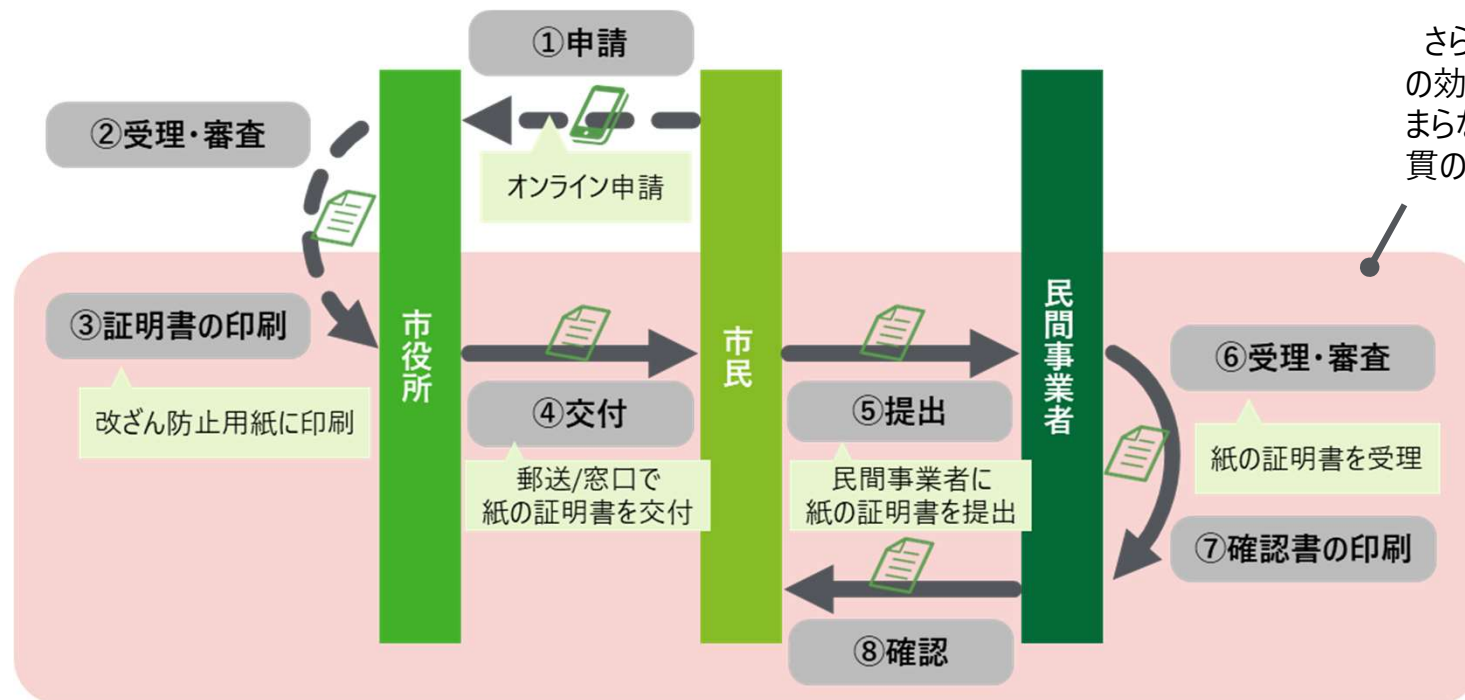 ①申請
②受理・審査
オンライン申請
さら
の効
まらな
貫の
③証明書の印刷
改ざん防止用紙に印刷
市役所
④交付
郵送/窓口で
紙の証明書を交付
市民
⑤提出
民間事業者に
紙の証明書を提出
民間事業者
⑥受理・審査
紙の証明書を受理
⑦確認書の印刷
⑧確認